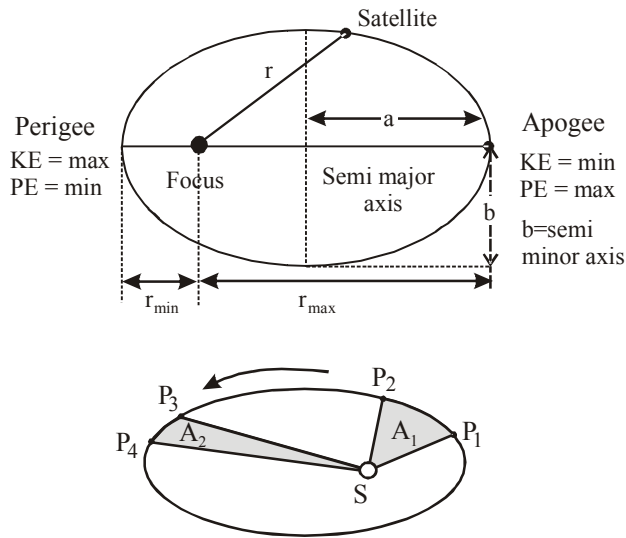 Satellite
r
a
Perigee
KE = max
PE = min
Focus
Semi major
axis
Apogee
KE = min
PE = max
b
b=semi
minor axis
r_min
r_max
P_2
P_3
P_4
A_2
A_1
P_1
S